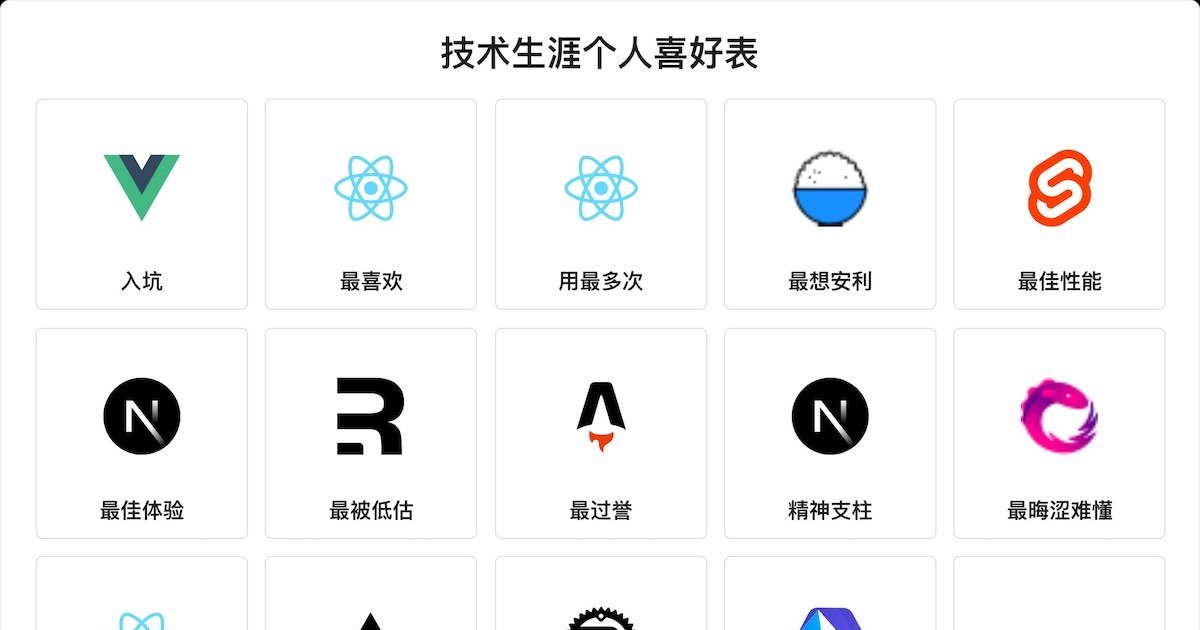 技术生涯个人喜好表
入坑
最喜欢
用最多次
最想安利
最佳性能
最佳体验
最被低估
最过誉
精神支柱
最晦涩难懂